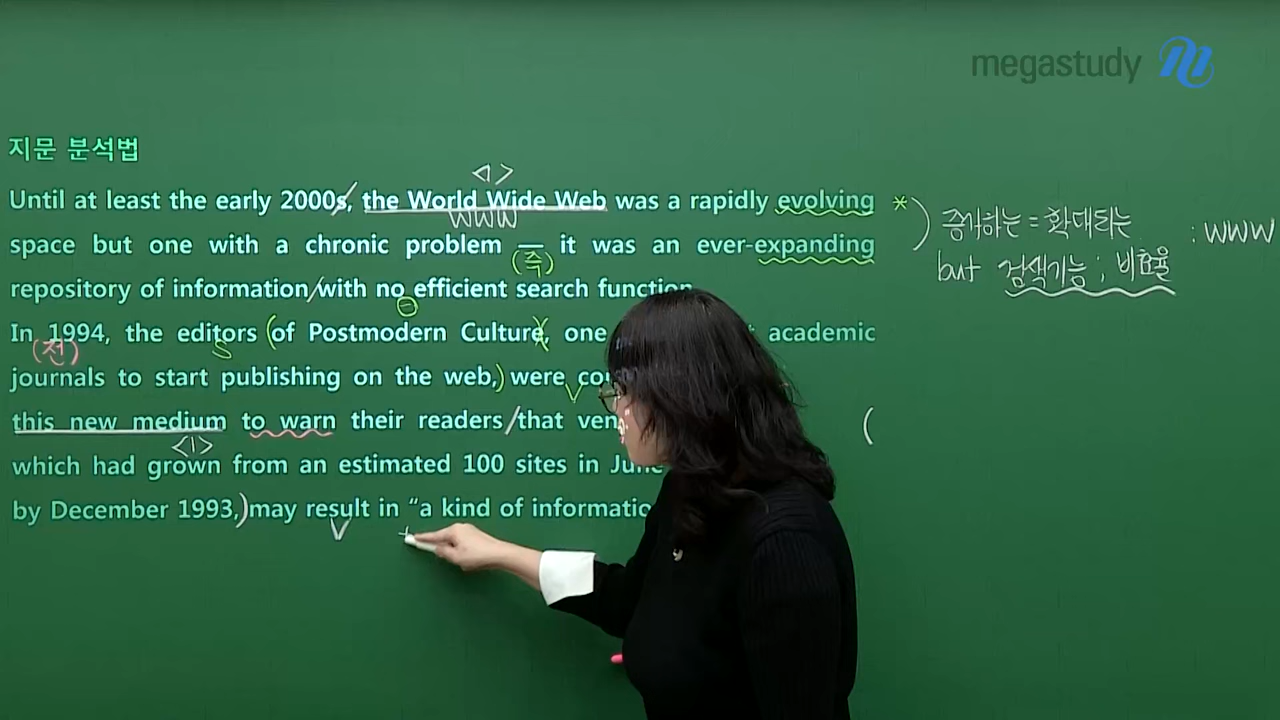 megastudy
지문 분석법
<1>
Until at least the early 2000s, the World Wide Web was a rapidly evolving *
WWW
space but one with a chronic problem — it was an ever-expanding
(즉)
repository of information with no efficient search function
⊖
In 1994, the editors of Postmodern Culture, one academic
(전) S
journals to start publishing on the web, were
V
this new medium to warn their readers that
<1>
which had grown from an estimated 100 sites in
by December 1993, may result in “a kind of
V
증가하는 = 확대되는
: WWW
but 검색기능 ; 비효율